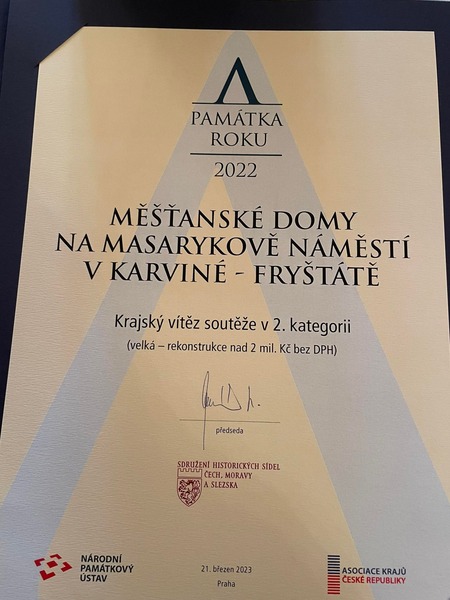 PAMÁTKA
ROKU
2022
MĚŠŤANSKÉ DOMY
NA MASARYKOVĚ NÁMĚSTÍ
V KARVINÉ - FRYŠTÁTĚ
Krajský vítěz soutěže v 2. kategorii
(velká – rekonstrukce nad 2 mil. Kč bez DPH)
předseda
SDRUŽENÍ HISTORICKÝCH SÍDEL
ČECH, MORAVY
A SLEZSKA
NÁRODNÍ
PAMÁTKOVÝ
ÚSTAV
21. březen 2023
Praha
ASOCIACE KRAJŮ
ČESKÉ REPUBLIKY